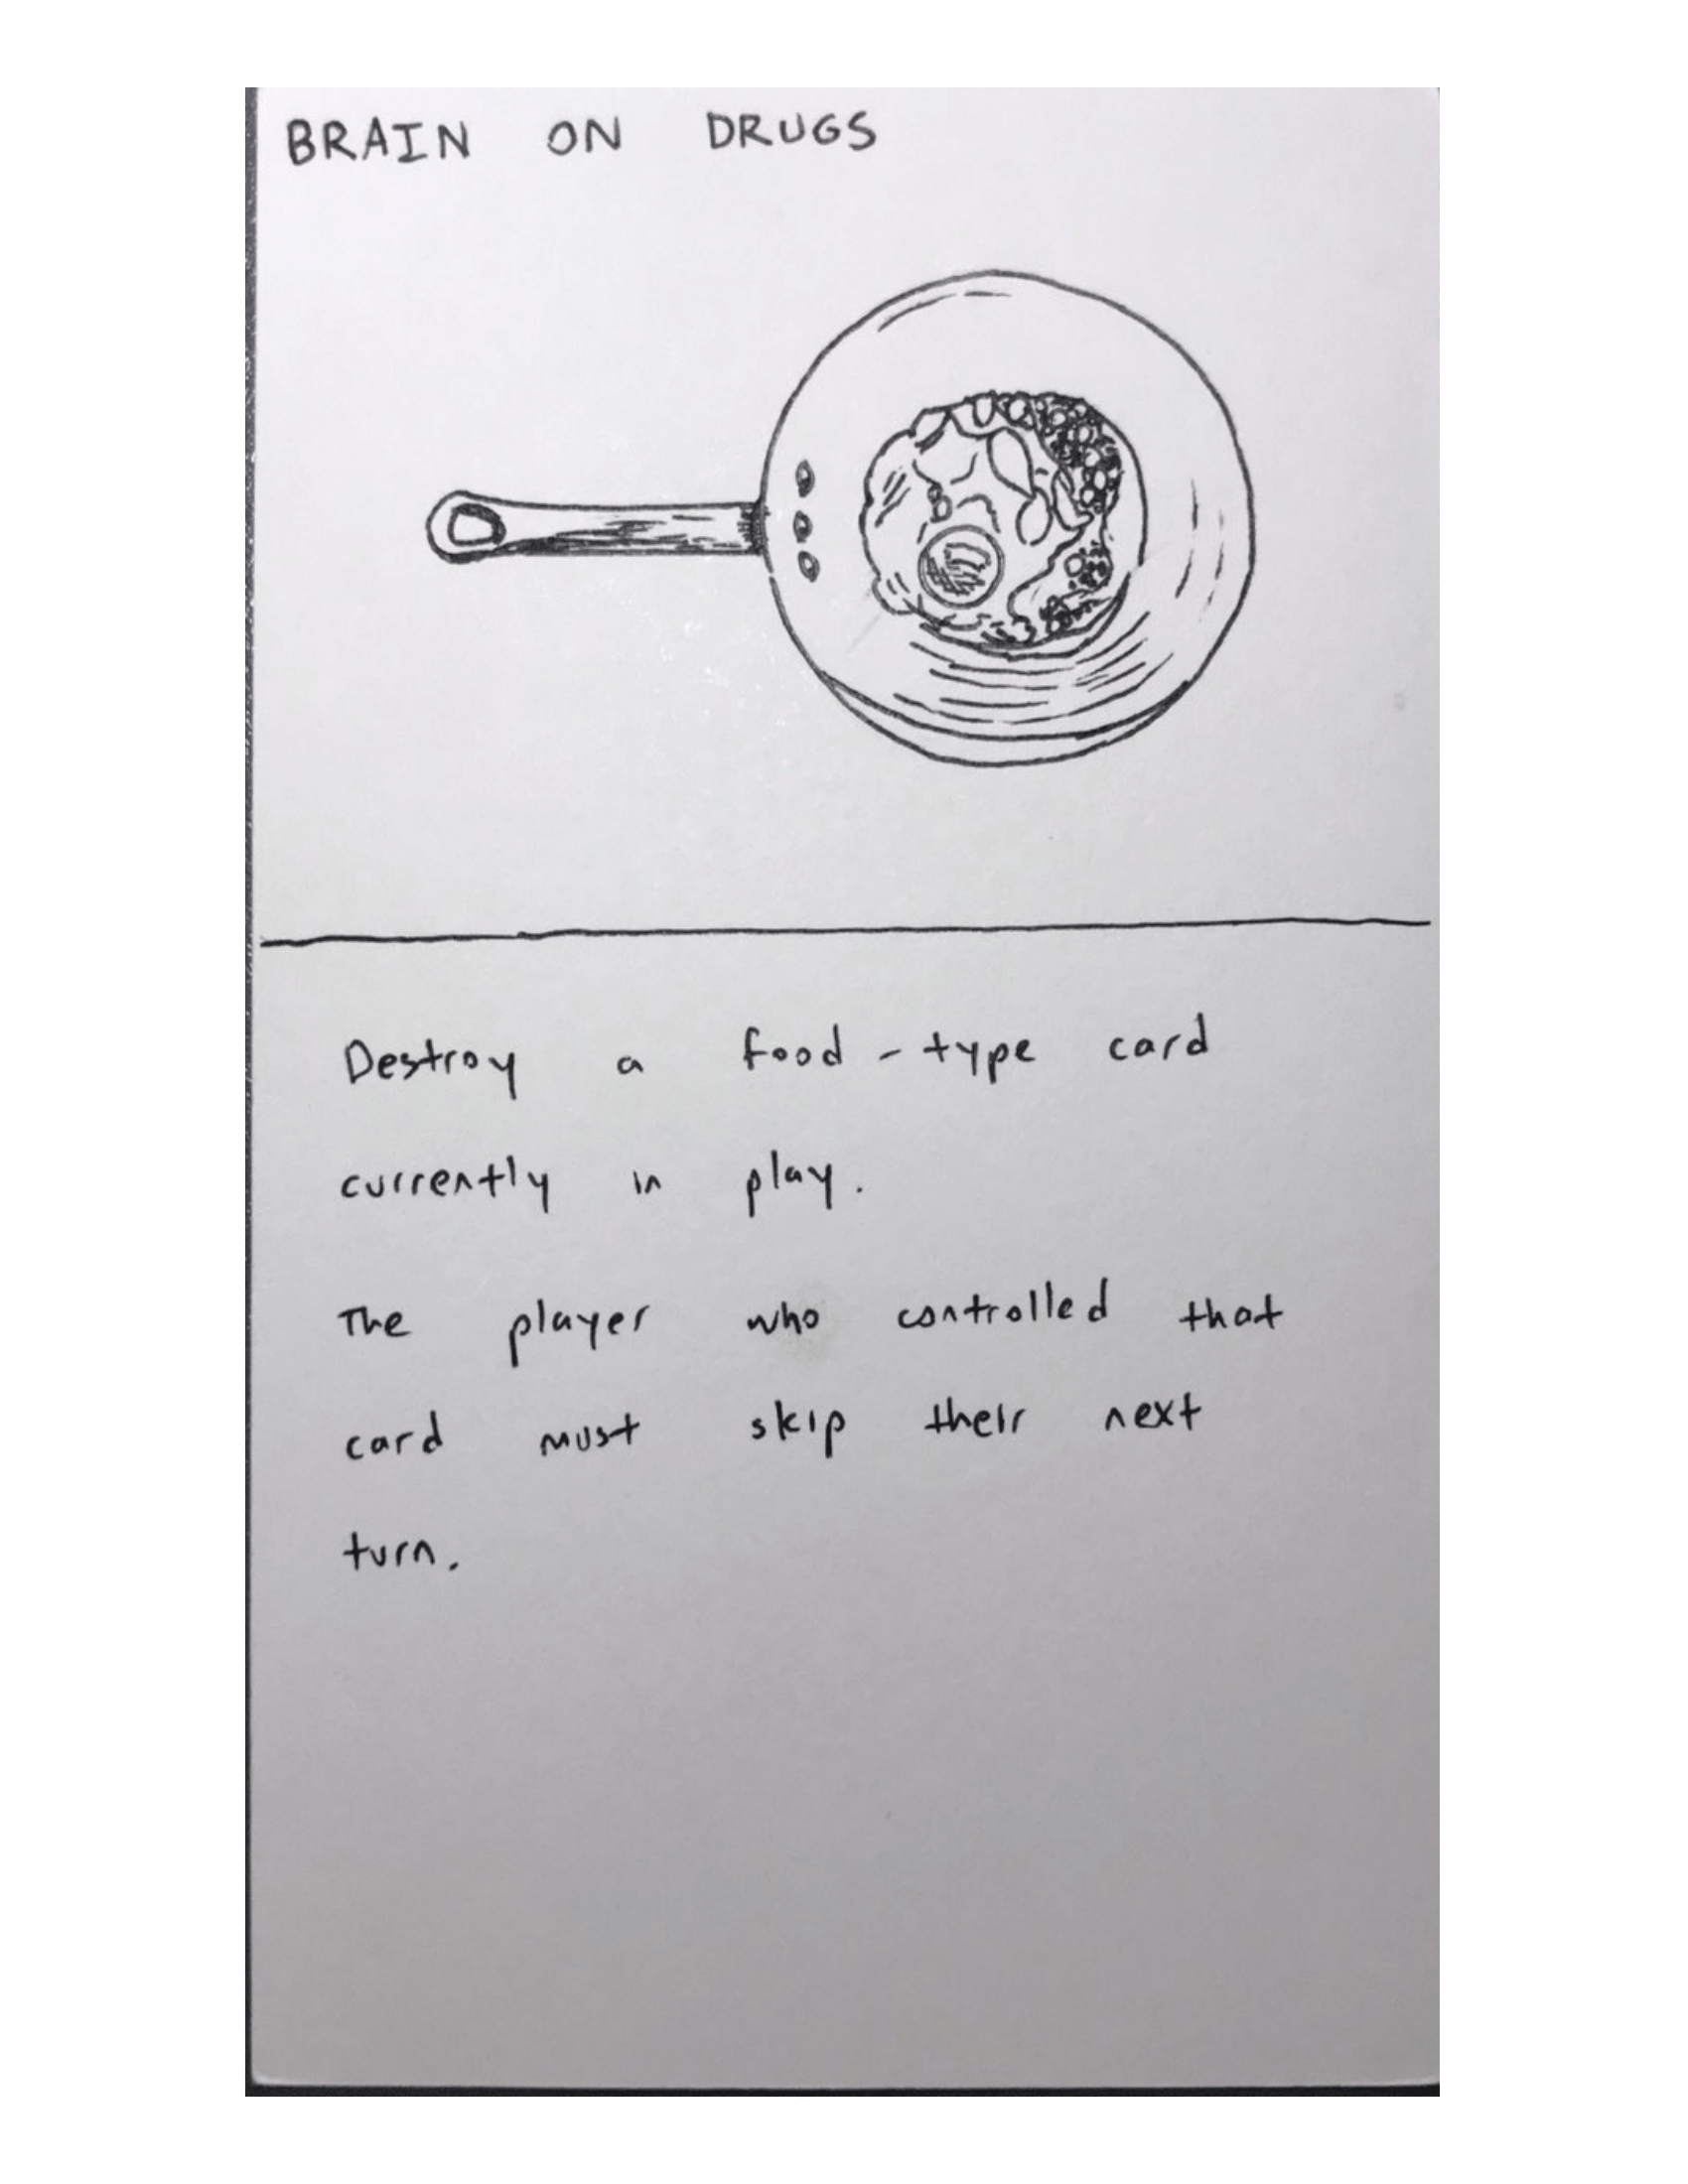 BRAIN ON DRUGS
Destroy a food-type card
currently in play.
The player who controlled that
card must skip their next
turn.